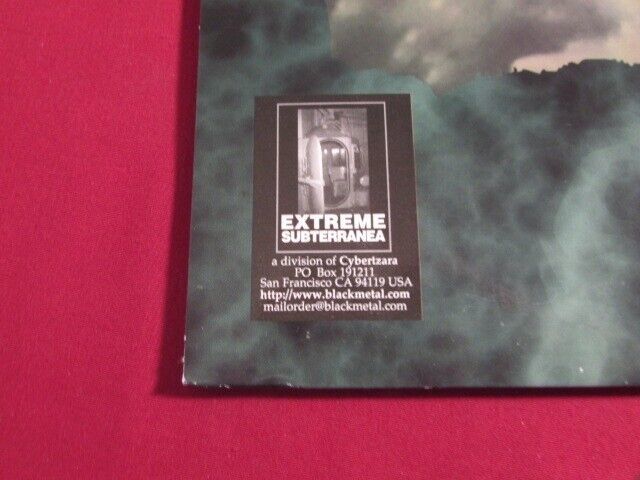 EXTREME
SUBTERRANEA
a division of Cybertzara
PO Box 191211
San Francisco CA 94119 USA
http://www.blackmetal.com
mailorder@blackmetal.com